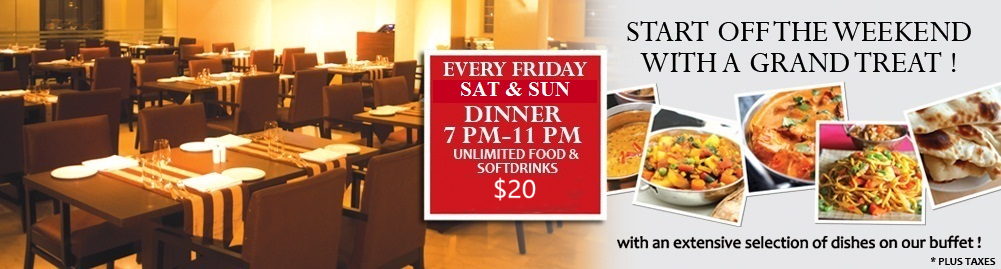 EVERY FRIDAY
SAT & SUN
DINNER
7 PM-11 PM
UNLIMITED FOOD &
SOFTDRINKS
$20
START OFF THE WEEKEND
WITH A GRAND TREAT !
with an extensive selection of dishes on our buffet !
* PLUS TAXES